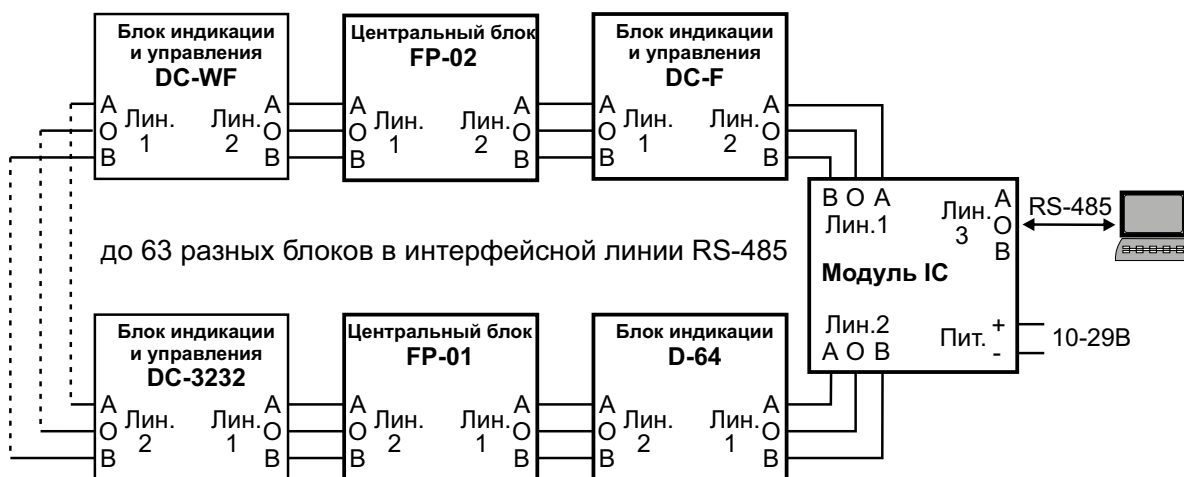 Блок индикации
и управления
DC-WF
A Лин. Лин. A
O 1 2 O
B B
Центральный блок
FP-02
A Лин. Лин. A
O 1 2 O
B B
Блок индикации
и управления
DC-F
A Лин. Лин. A
O 1 2 O
B B
B O A
Лин.1
Лин. A
3 O
B
RS-485
Модуль IC
Лин.2
A O B
Пит. +
-
10-29В
до 63 разных блоков в интерфейсной линии RS-485
Блок индикации
и управления
DC-3232
A Лин. Лин. A
O 2 1 O
B B
Центральный блок
FP-01
A Лин. Лин. A
O 2 1 O
B B
Блок индикации
D-64
A Лин. Лин. A
O 2 1 O
B B